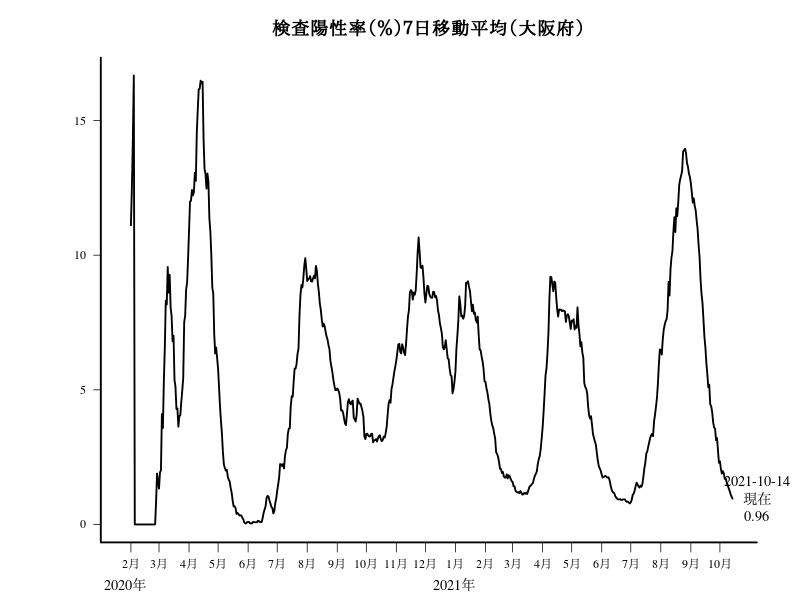 検査陽性率(%)7日移動平均(大阪府)
15
10
5
0
2021-10-14
現在
0.96
2月 3月 4月 5月 6月 7月 8月 9月 10月 11月 12月 1月 2月 3月 4月 5月 6月 7月 8月 9月 10月
2020年 2021年